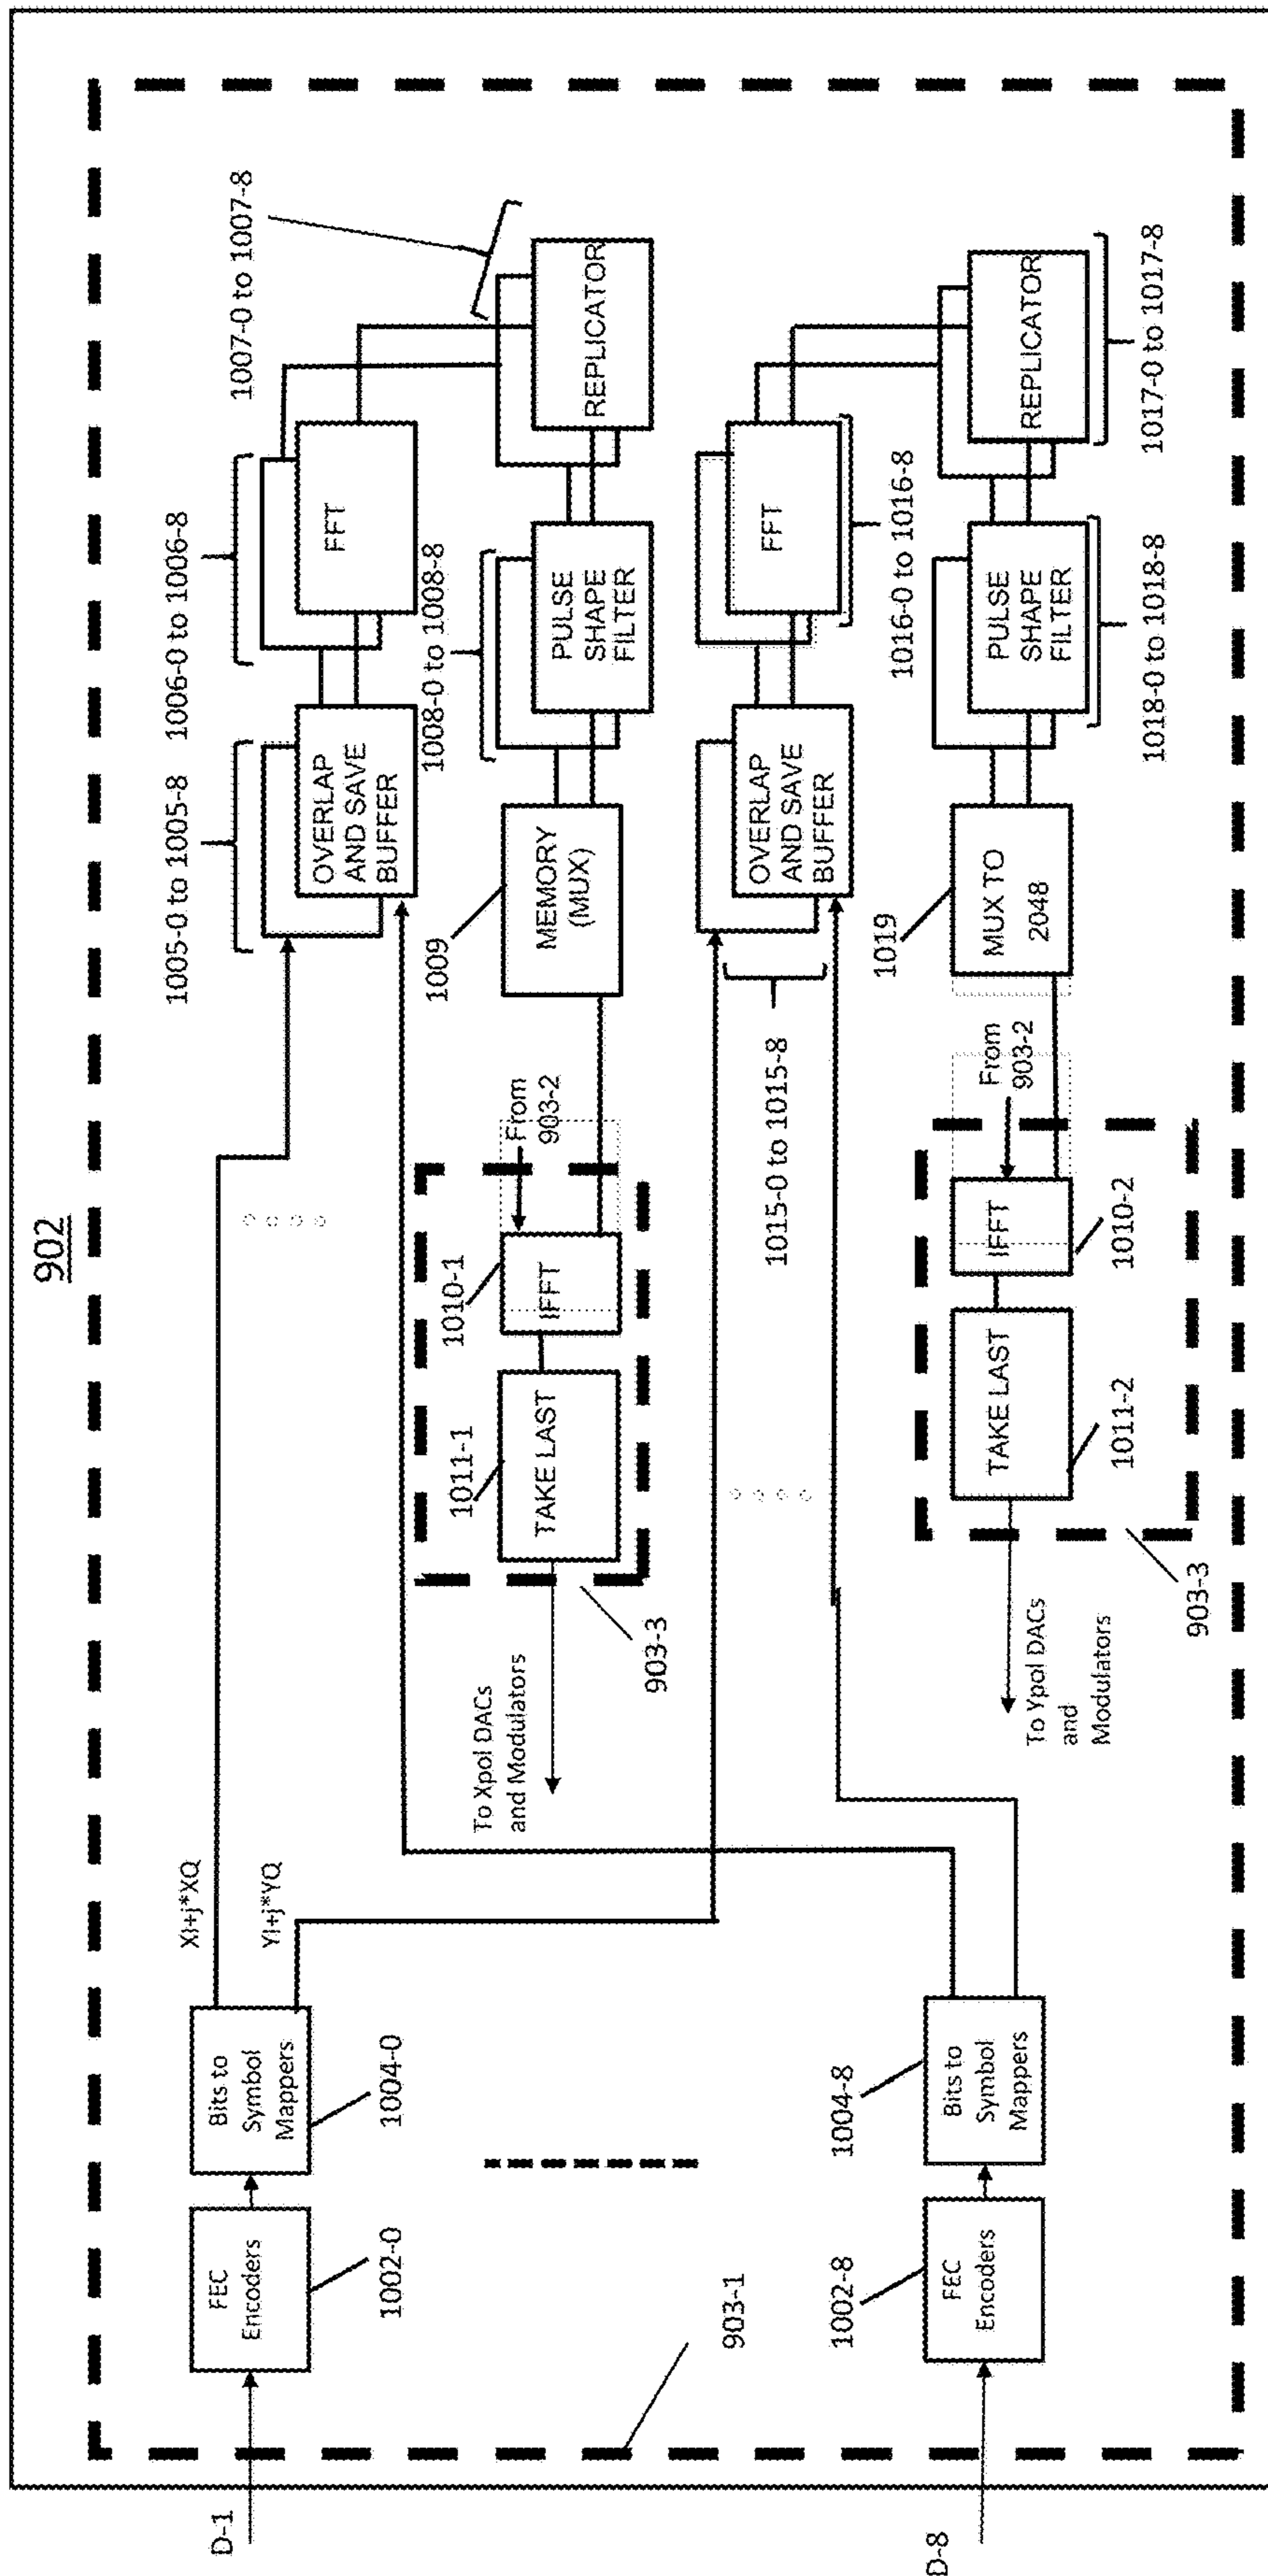 902
D-1
FEC
Encoders
1002-0
Bits to
Symbol
Mappers
1004-0
XI+j*XQ
YI+j*YQ
1005-0 to 1005-8
OVERLAP
AND SAVE
BUFFER
1006-0 to 1006-8
FFT
1007-0 to 1007-8
REPLICATOR
1008-0 to 1008-8
PULSE
SHAPE
FILTER
1009
MEMORY
(MUX)
From
903-2
1010-1
IFFT
1011-1
TAKE LAST
903-3
To Xpol DACs
and Modulators
1015-0 to 1015-8
OVERLAP
AND SAVE
BUFFER
FFT
1016-0 to 1016-8
REPLICATOR
1017-0 to 1017-8
PULSE
SHAPE
FILTER
1018-0 to 1018-8
1019
MUX TO
2048
From
903-2
IFFT
1010-2
TAKE LAST
1011-2
903-3
To Ypol DACs
and
Modulators
903-1
D-8
1002-8
FEC
Encoders
1004-8
Bits to
Symbol
Mappers